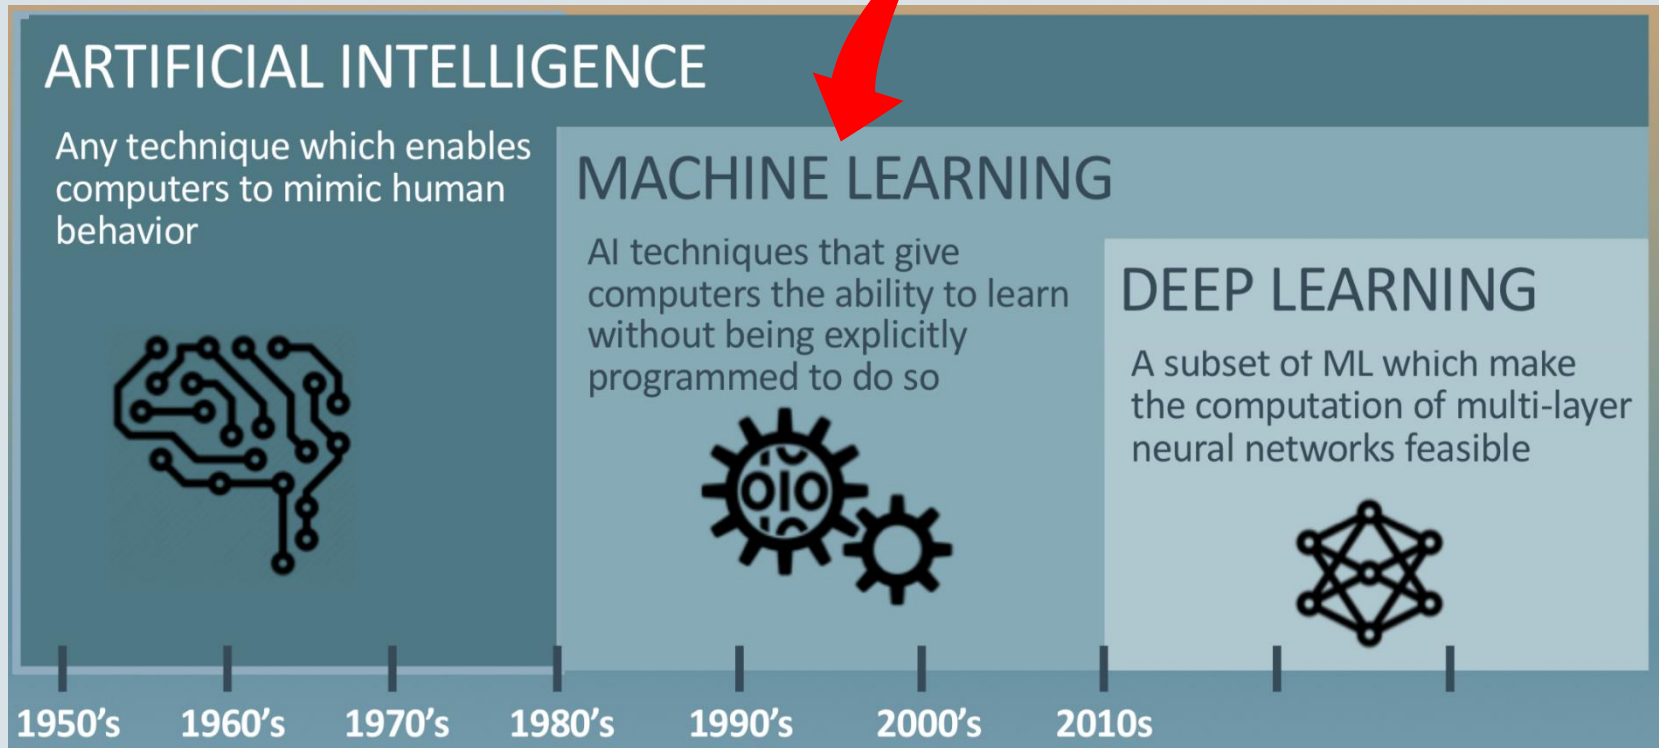 ARTIFICIAL INTELLIGENCE
Any technique which enables
computers to mimic human
behavior
MACHINE LEARNING
AI techniques that give
computers the ability to learn
without being explicitly
programmed to do so
DEEP LEARNING
A subset of ML which make
the computation of multi-layer
neural networks feasible
1950's 1960's 1970's 1980's 1990's 2000's 2010s